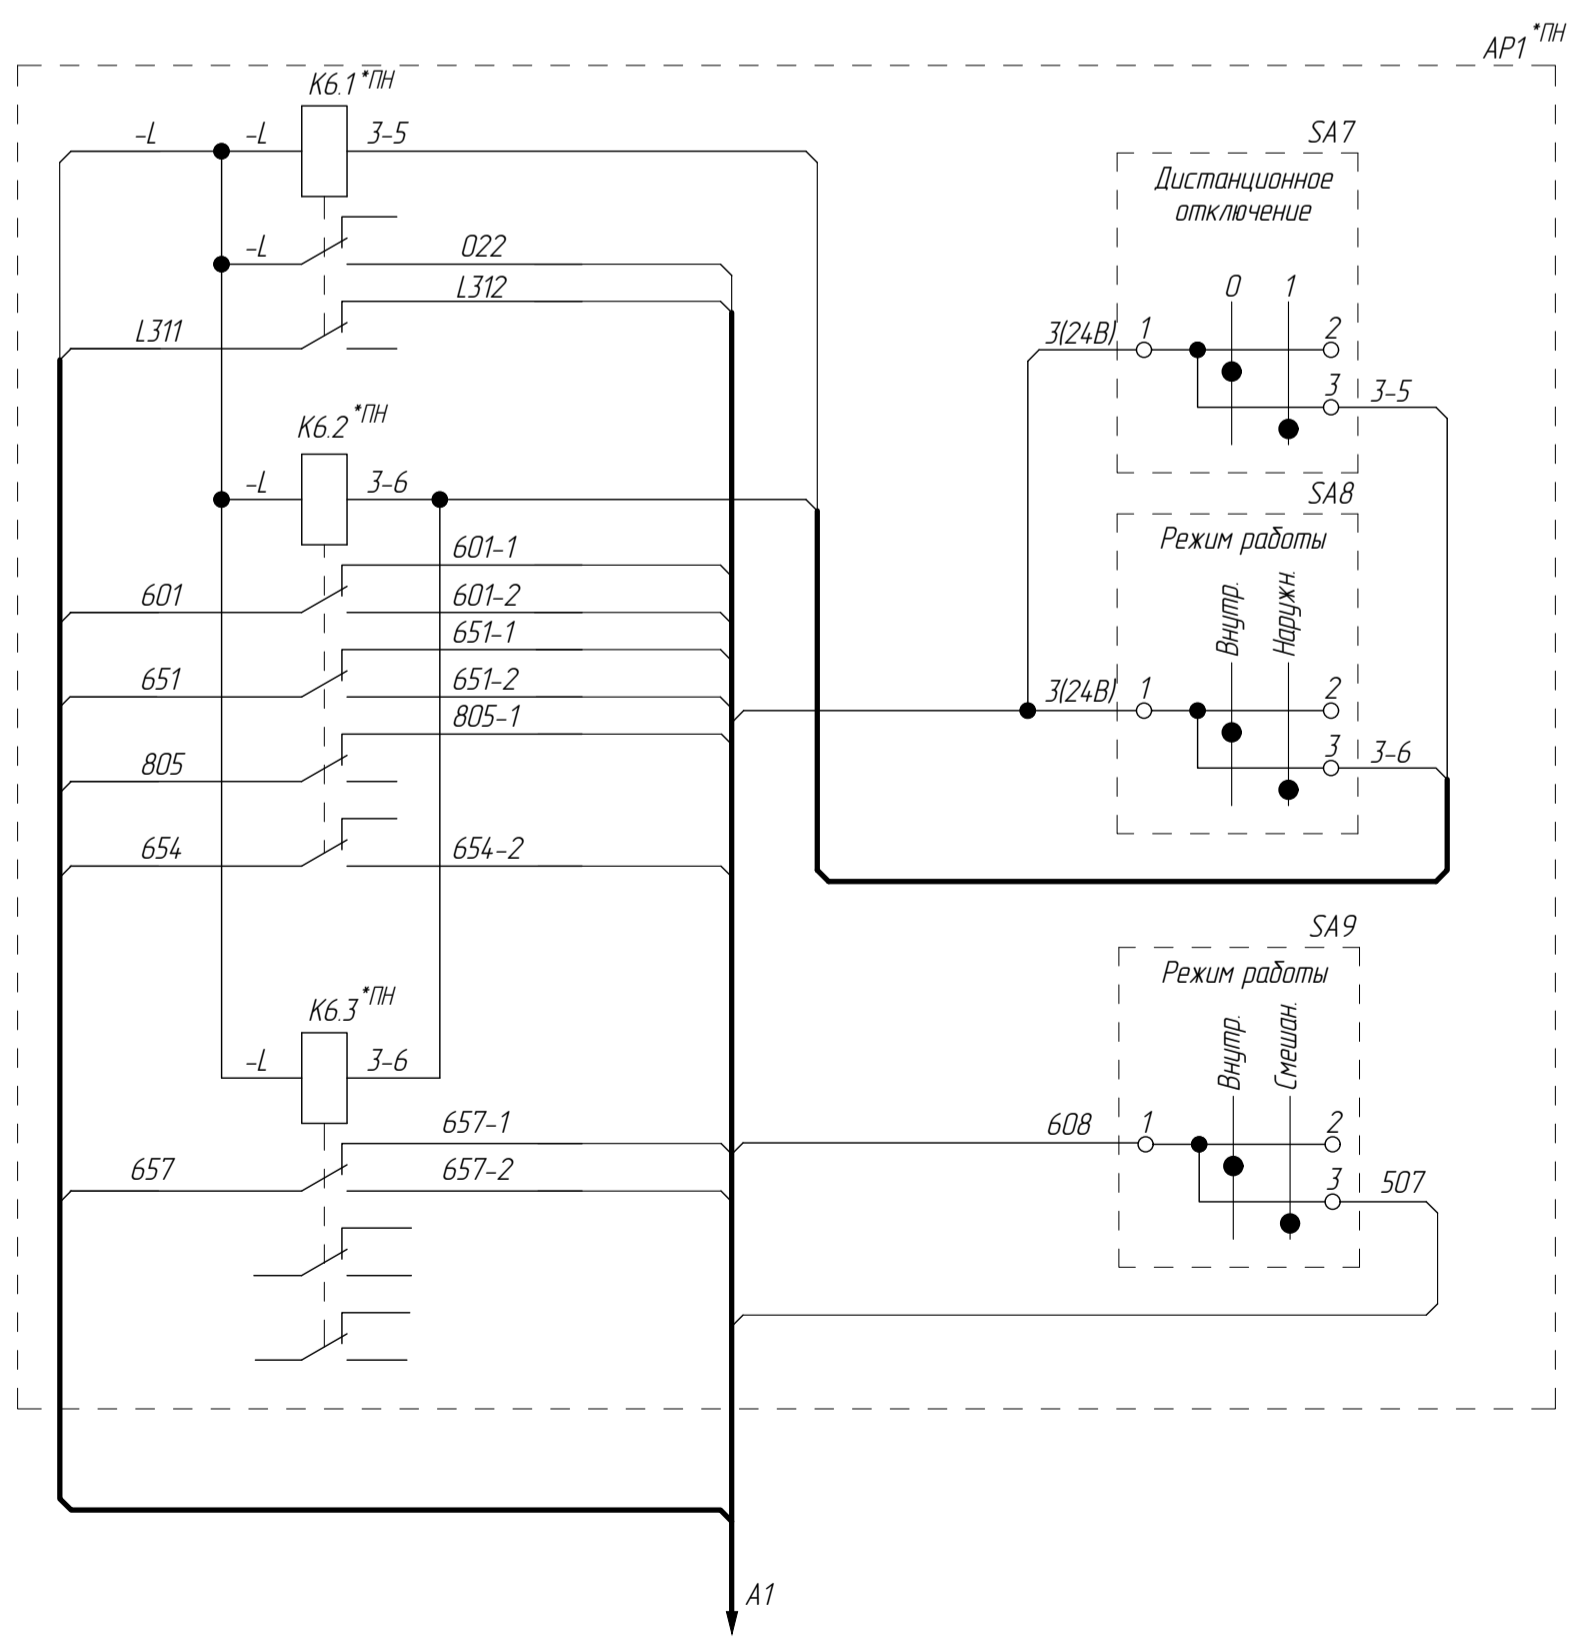 AP1*ПН
K6.1*ПН
-L
-L
3-5
SA7
Дистанционное
отключение
-L
022
L312
0
1
L311
3(24В)
1
2
3
3-5
K6.2*ПН
-L
3-6
SA8
Режим работы
601-1
601
601-2
651-1
Внутр.
Наружн.
651
651-2
3(24В)
1
2
805-1
3
3-6
805
654
654-2
SA9
Режим работы
K6.3*ПН
-L
3-6
Внутр.
Смешан.
657-1
608
1
2
657
657-2
3
507
A1